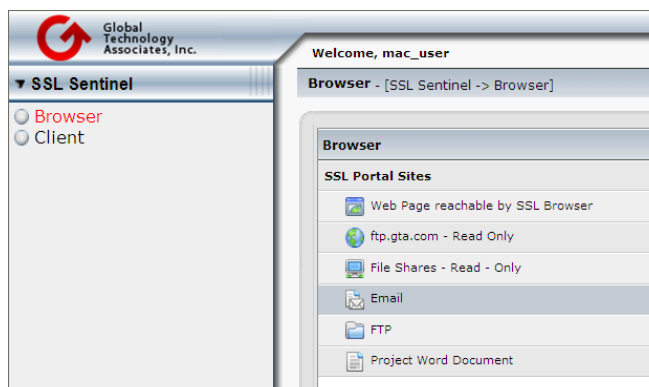 Global
Technology
Associates, Inc.
SSL Sentinel
Browser
Client
Welcome, mac_user
Browser - [SSL Sentinel -> Browser]
Browser
SSL Portal Sites
Web Page reachable by SSL Browser
ftp.gta.com - Read Only
File Shares - Read - Only
Email
FTP
Project Word Document